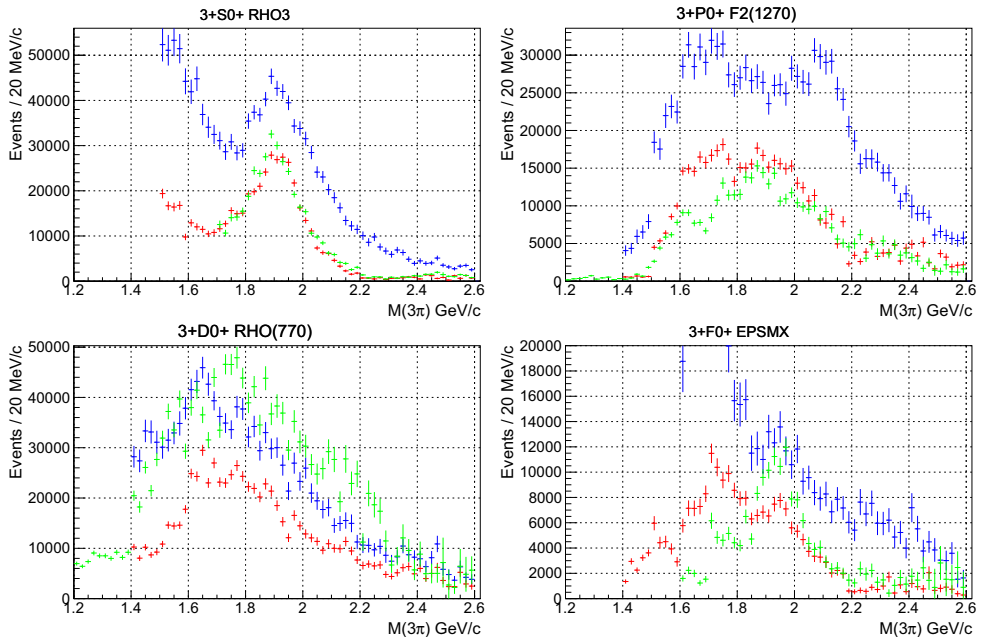 3+S0+ RHO3
Events / 20 MeV/c
50000
40000
30000
20000
10000
0
1.2 1.4 1.6 1.8 2 2.2 2.4 2.6
M(3π) GeV/c
3+P0+ F2(1270)
Events / 20 MeV/c
30000
25000
20000
15000
10000
5000
0
1.2 1.4 1.6 1.8 2 2.2 2.4 2.6
M(3π) GeV/c
3+D0+ RHO(770)
Events / 20 MeV/c
50000
40000
30000
20000
10000
0
1.2 1.4 1.6 1.8 2 2.2 2.4 2.6
M(3π) GeV/c
3+F0+ EPSMX
Events / 20 MeV/c
20000
18000
16000
14000
12000
10000
8000
6000
4000
2000
0
1.2 1.4 1.6 1.8 2 2.2 2.4 2.6
M(3π) GeV/c